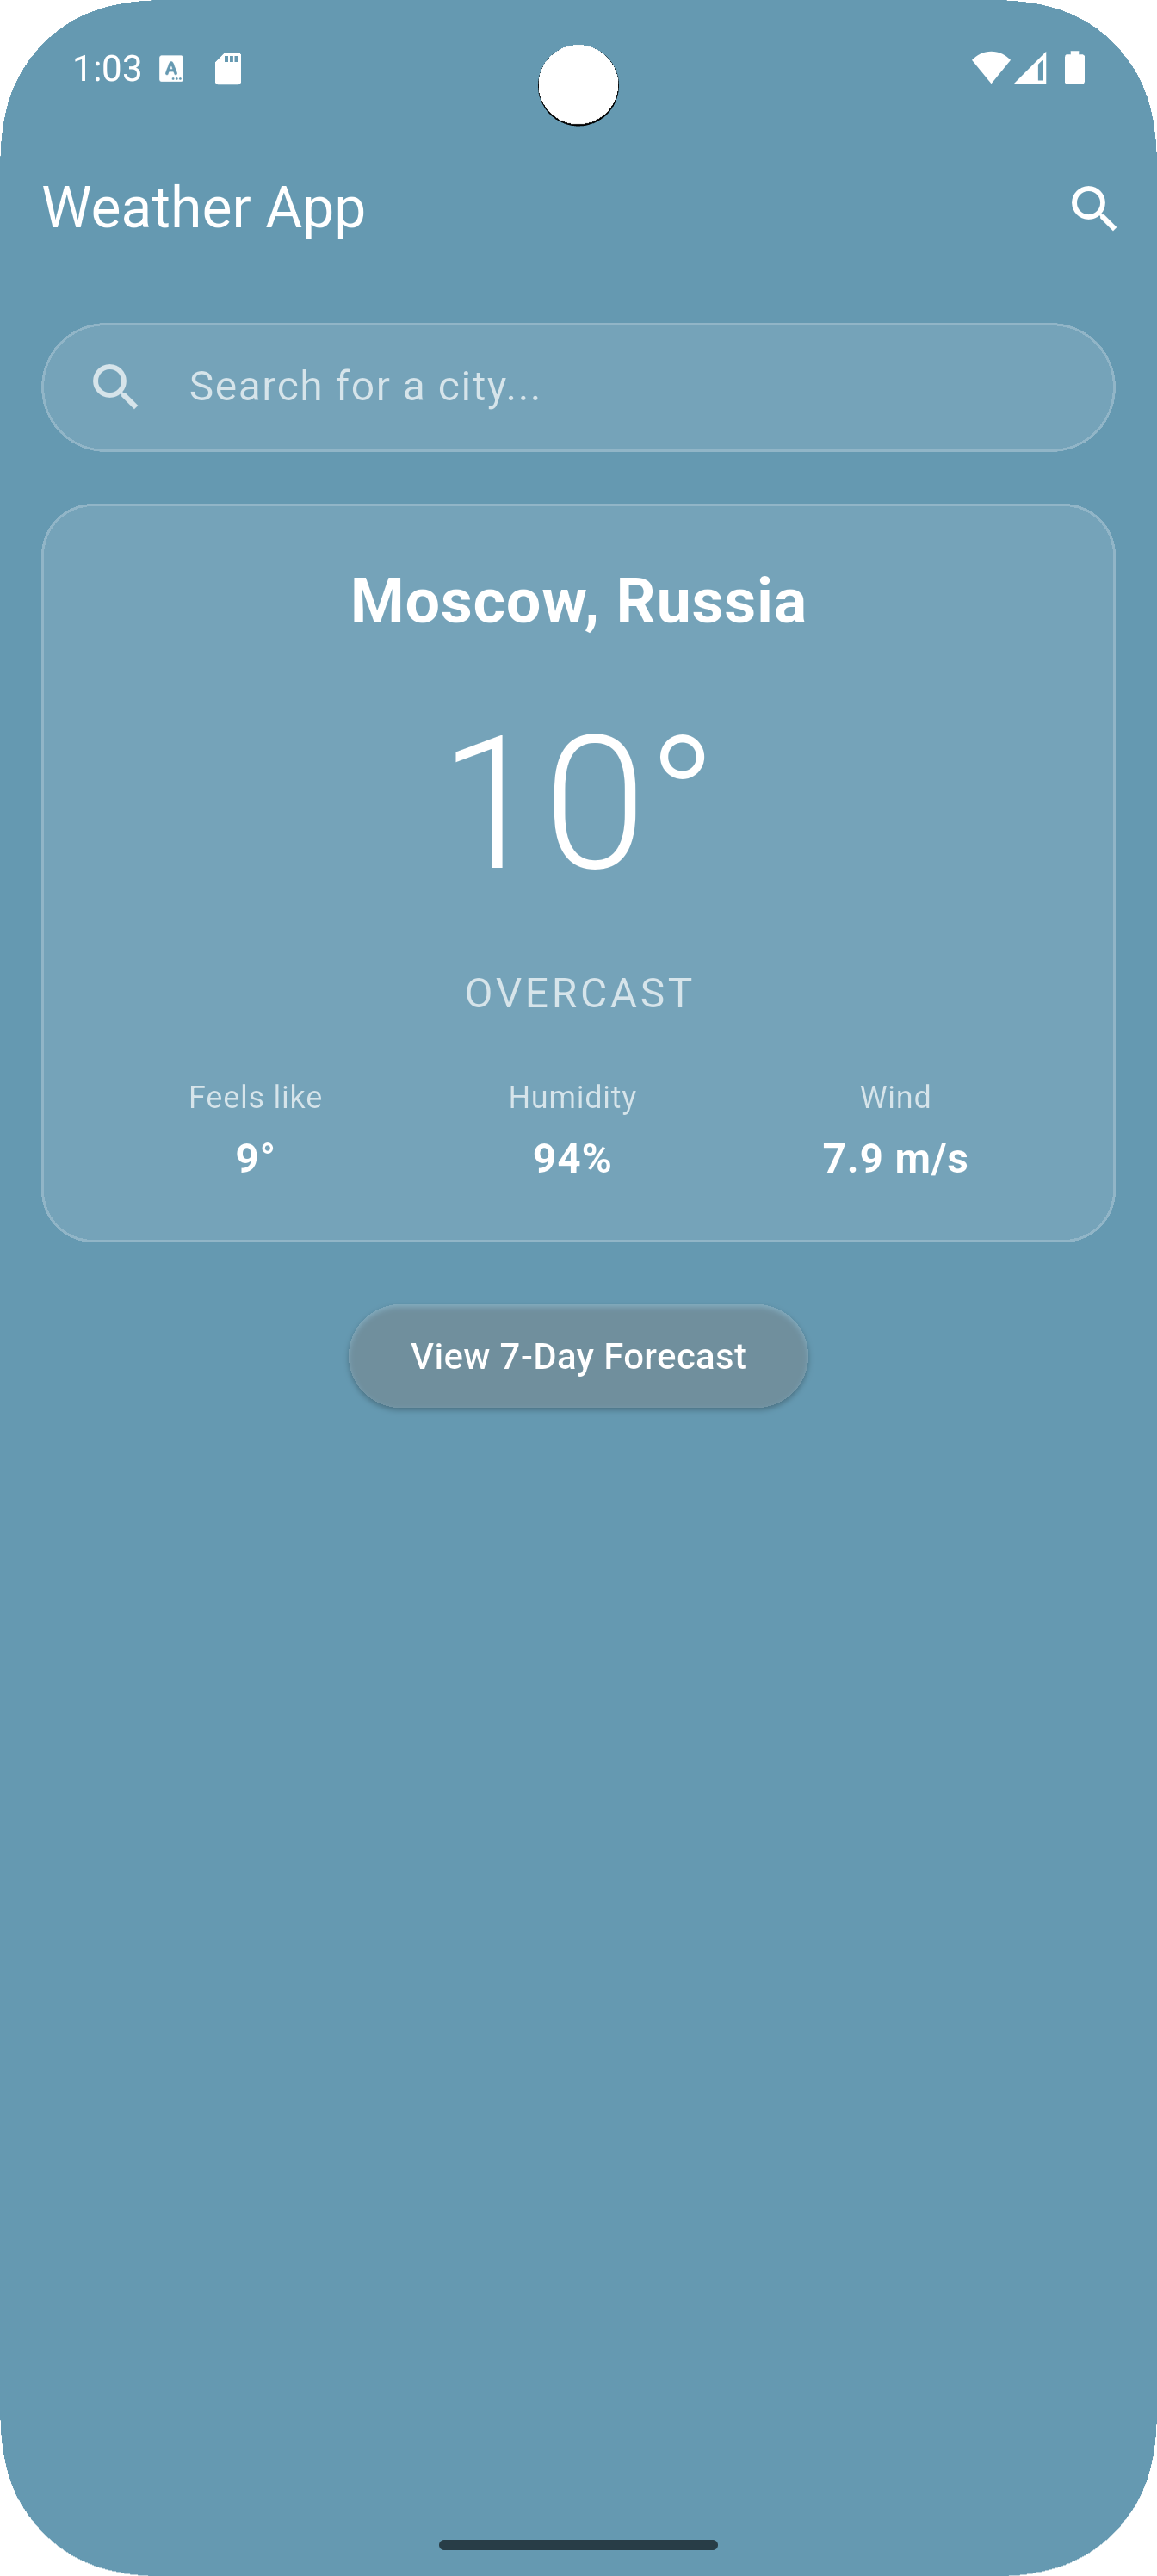 1:03
Weather App
Search for a city...
Moscow, Russia
10°
OVERCAST
Feels like Humidity Wind
9° 94% 7.9 m/s
View 7-Day Forecast